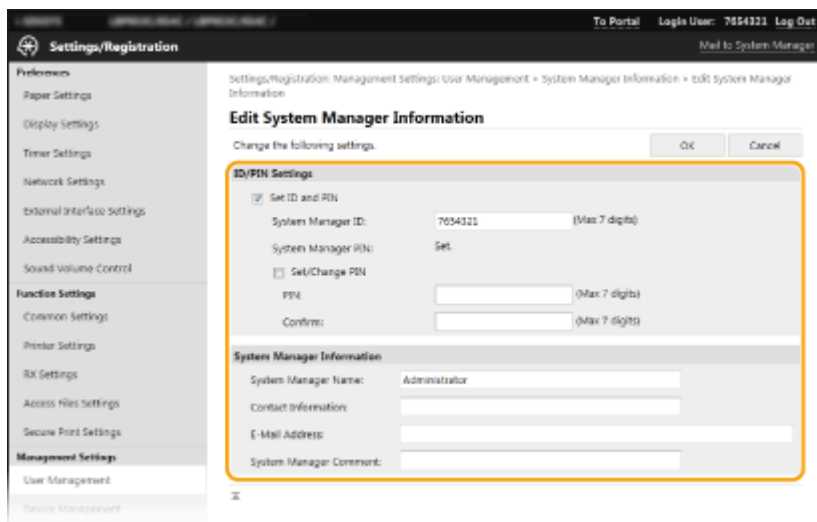 To Portal Login User: 7654321 Log Out
Settings/Registration
Mail to System Manager
Preferences
Paper Settings
Display Settings
Timer Settings
Network Settings
External Interface Settings
Accessibility Settings
Sound Volume Control
Function Settings
Common Settings
Printer Settings
RX Settings
Access Files Settings
Secure Print Settings
Management Settings
User Management
Device Management
Settings/Registration: Management Settings: User Management > System Manager Information > Edit System Manager
Information
Edit System Manager Information
Change the following settings.
OK Cancel
ID/PIN Settings
Set ID and PIN
System Manager ID: 7654321 (Max 7 digits)
System Manager PIN: Set.
Set/Change PIN
PIN: (Max 7 digits)
Confirm: (Max 7 digits)
System Manager Information
System Manager Name: Administrator
Contact Information:
E-Mail Address:
System Manager Comment: